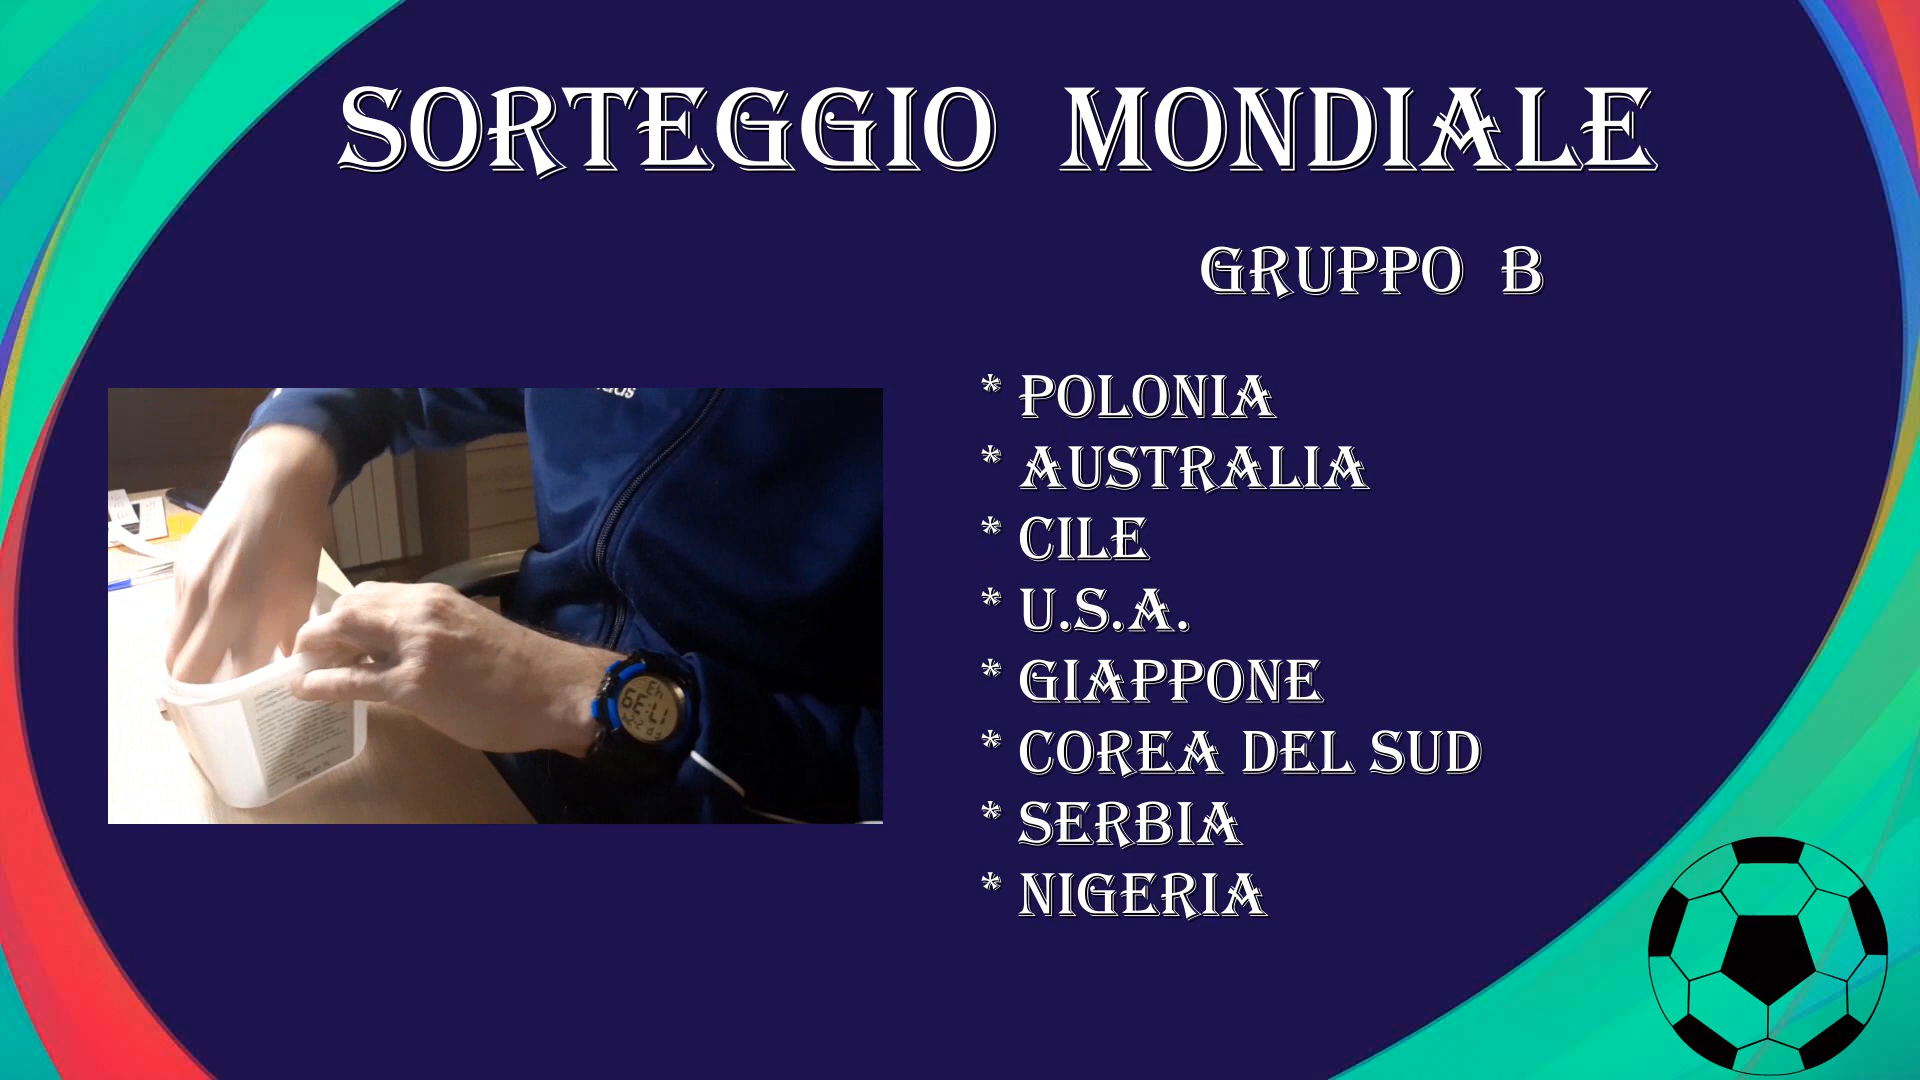 SORTEGGIO MONDIALE
GRUPPO B
* POLONIA
* AUSTRALIA
* CILE
* U.S.A.
* GIAPPONE
* COREA DEL SUD
* SERBIA
* NIGERIA